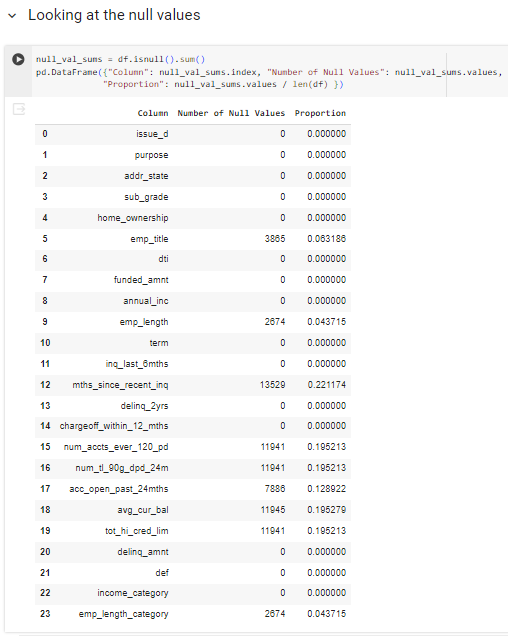 Looking at the null values
null_val_sums = df.isnull().sum()
pd.DataFrame({"Column": null_val_sums.index, "Number of Null Values": null_val_sums.values,
"Proportion": null_val_sums.values / len(df) })
Column Number of Null Values Proportion
0 issue_d 0 0.000000
1 purpose 0 0.000000
2 addr_state 0 0.000000
3 sub_grade 0 0.000000
4 home_ownership 0 0.000000
5 emp_title 3865 0.063186
6 dti 0 0.000000
7 funded_amnt 0 0.000000
8 annual_inc 0 0.000000
9 emp_length 2674 0.043715
10 term 0 0.000000
11 inq_last_6mths 0 0.000000
12 mths_since_recent_inq 13529 0.221174
13 delinq_2yrs 0 0.000000
14 chargeoff_within_12_mths 0 0.000000
15 num_accts_ever_120_pd 11941 0.195213
16 num_tl_90g_dpd_24m 11941 0.195213
17 acc_open_past_24mths 7886 0.128922
18 avg_cur_bal 11945 0.195279
19 tot_hi_cred_lim 11941 0.195213
20 delinq_amnt 0 0.000000
21 def 0 0.000000
22 income_category 0 0.000000
23 emp_length_category 2674 0.043715